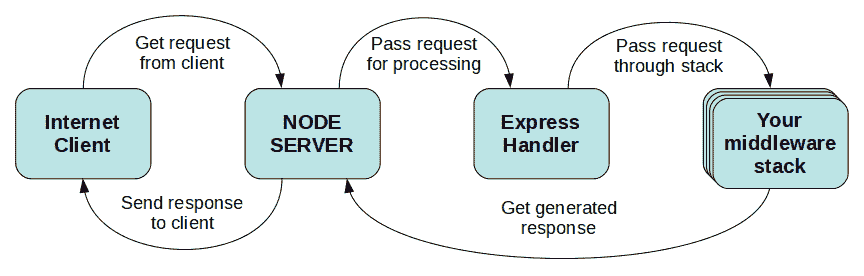 Get request
from client
Pass request
for processing
Pass request
through stack
Internet
Client
NODE
SERVER
Express
Handler
Your
middleware
stack
Send response
to client
Get generated
response